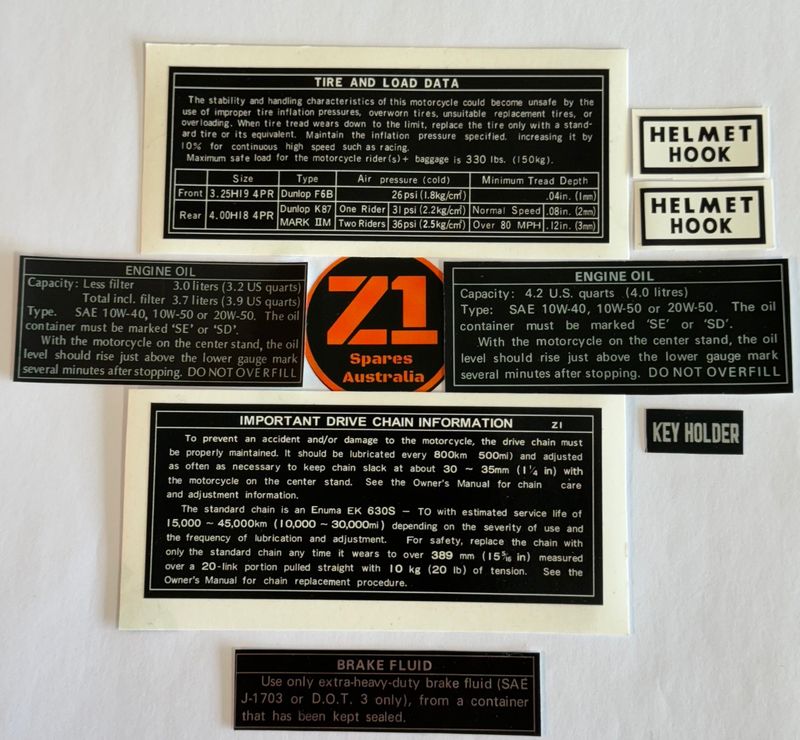 TIRE AND LOAD DATA
The stability and handling characteristics of this motorcycle could become unsafe by the
use of improper tire inflation pressures, overworn tires, unsuitable replacement tires, or
overloading. When tire tread wears down to the limit, replace the tire only with a stand-
ard tire or its equivalent. Maintain the inflation pressure specified. increasing it by
10% for continuous high speed such as racing.
Maximum safe load for the motorcycle rider(s)+ baggage is 330 lbs. (150kg).
Size Type Air pressure (cold) Minimum Tread Depth
Front 3.25H19 4PR Dunlop F6B 26psi (1.8kg/cm²) .04in. (1mm)
Rear 4.00H18 4PR Dunlop K87 MARK IIM One Rider 31psi (2.2kg/cm²) Normal Speed .08in. (2mm)
Two Riders 36psi (2.5kg/cm²) Over 80 MPH .12in. (3mm)
HELMET
HOOK
HELMET
HOOK
ENGINE OIL
Capacity: Less filter 3.0 liters (3.2 US quarts)
Total incl. filter 3.7 liters (3.9 US quarts)
Type. SAE 10W-40, 10W-50 or 20W-50. The oil
container must be marked 'SE' or 'SD'.
With the motorcycle on the center stand, the oil
level should rise just above the lower gauge mark
several minutes after stopping. DO NOT OVERFILL
Z1
Spares
Australia
ENGINE OIL
Capacity: 4.2 U.S. quarts (4.0 litres)
Type: SAE 10W-40, 10W-50 or 20W-50. The oil
container must be marked 'SE' or 'SD'.
With the motorcycle on the center stand, the oil
level should rise just above the lower gauge mark
several minutes after stopping. DO NOT OVERFILL
IMPORTANT DRIVE CHAIN INFORMATION Z1
To prevent an accident and/or damage to the motorcycle, the drive chain must
be properly maintained. It should be lubricated every 800km 500mi) and adjusted
as often as necessary to keep chain slack at about 30 ~ 35mm (1¼ in) with
the motorcycle on the center stand. See the Owner's Manual for chain care
and adjustment information.
The standard chain is an Enuma EK 630S – TO with estimated service life of
15,000 ~ 45,000km (10,000 ~ 30,000mi) depending on the severity of use and
the frequency of lubrication and adjustment. For safety, replace the chain with
only the standard chain any time it wears to over 389 mm (15 5/16 in) measured
over a 20-link portion pulled straight with 10 kg (20 lb) of tension. See the
Owner's Manual for chain replacement procedure.
KEY HOLDER
BRAKE FLUID
Use only extra-heavy-duty brake fluid (SAE
J-1703 or D.O.T. 3 only), from a container
that has been kept sealed.